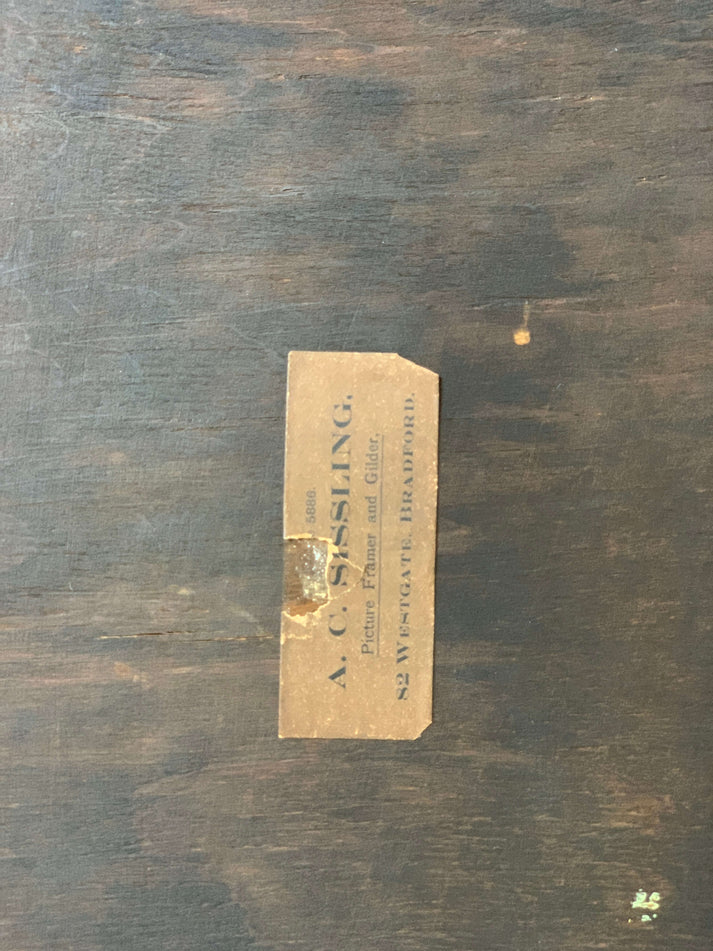 5886.
A. C. SISSLING.
Picture Framer and Gilder,
82 WESTGATE, BRADFORD.